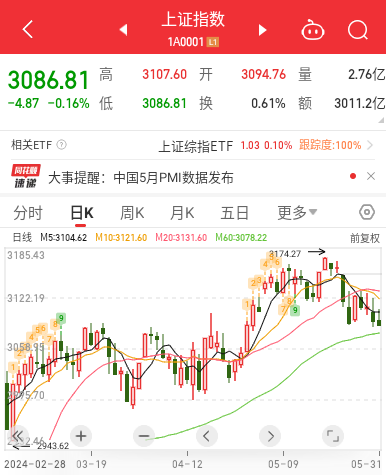 上证指数
1A0001 L1
3086.81 高 3107.60 开 3094.76 量 2.76亿
-4.87 -0.16% 低 3086.81 换 0.61% 额 3011.2亿
相关ETF ? 上证综指ETF 1.03 0.10% 跟踪度:100%
同花顺 速递 大事提醒：中国5月PMI数据发布
分时 日K 周K 月K 五日 更多
日线 M5:3104.62 M10:3121.60 M20:3131.60 M60:3078.22 前复权
3185.43
3174.27
3122.19
3058.95
2943.62
2024-02-28 03-19 04-12 05-09 05-31